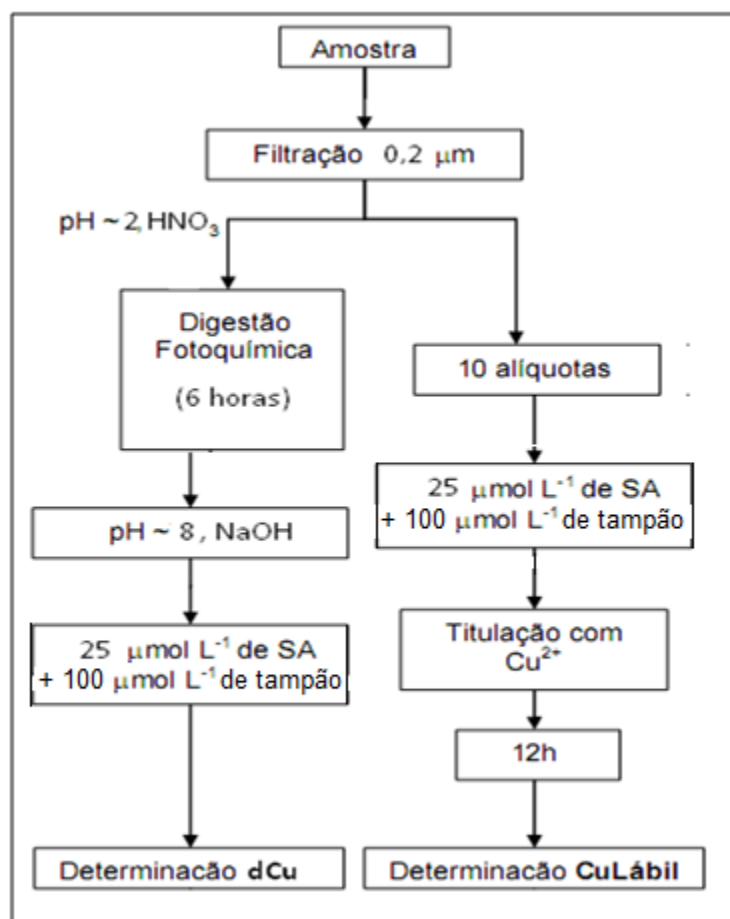 Amostra
Filtração 0,2 μm
pH ~ 2, HNO₃
Digestão
Fotoquímica
(6 horas)
10 alíquotas
25 μmol L⁻¹ de SA
+ 100 μmol L⁻¹ de tampão
pH ~ 8 , NaOH
Titulação com
Cu²⁺
25 μmol L⁻¹ de SA
+ 100 μmol L⁻¹ de tampão
12h
Determinacão dCu
Determinacão CuLábil